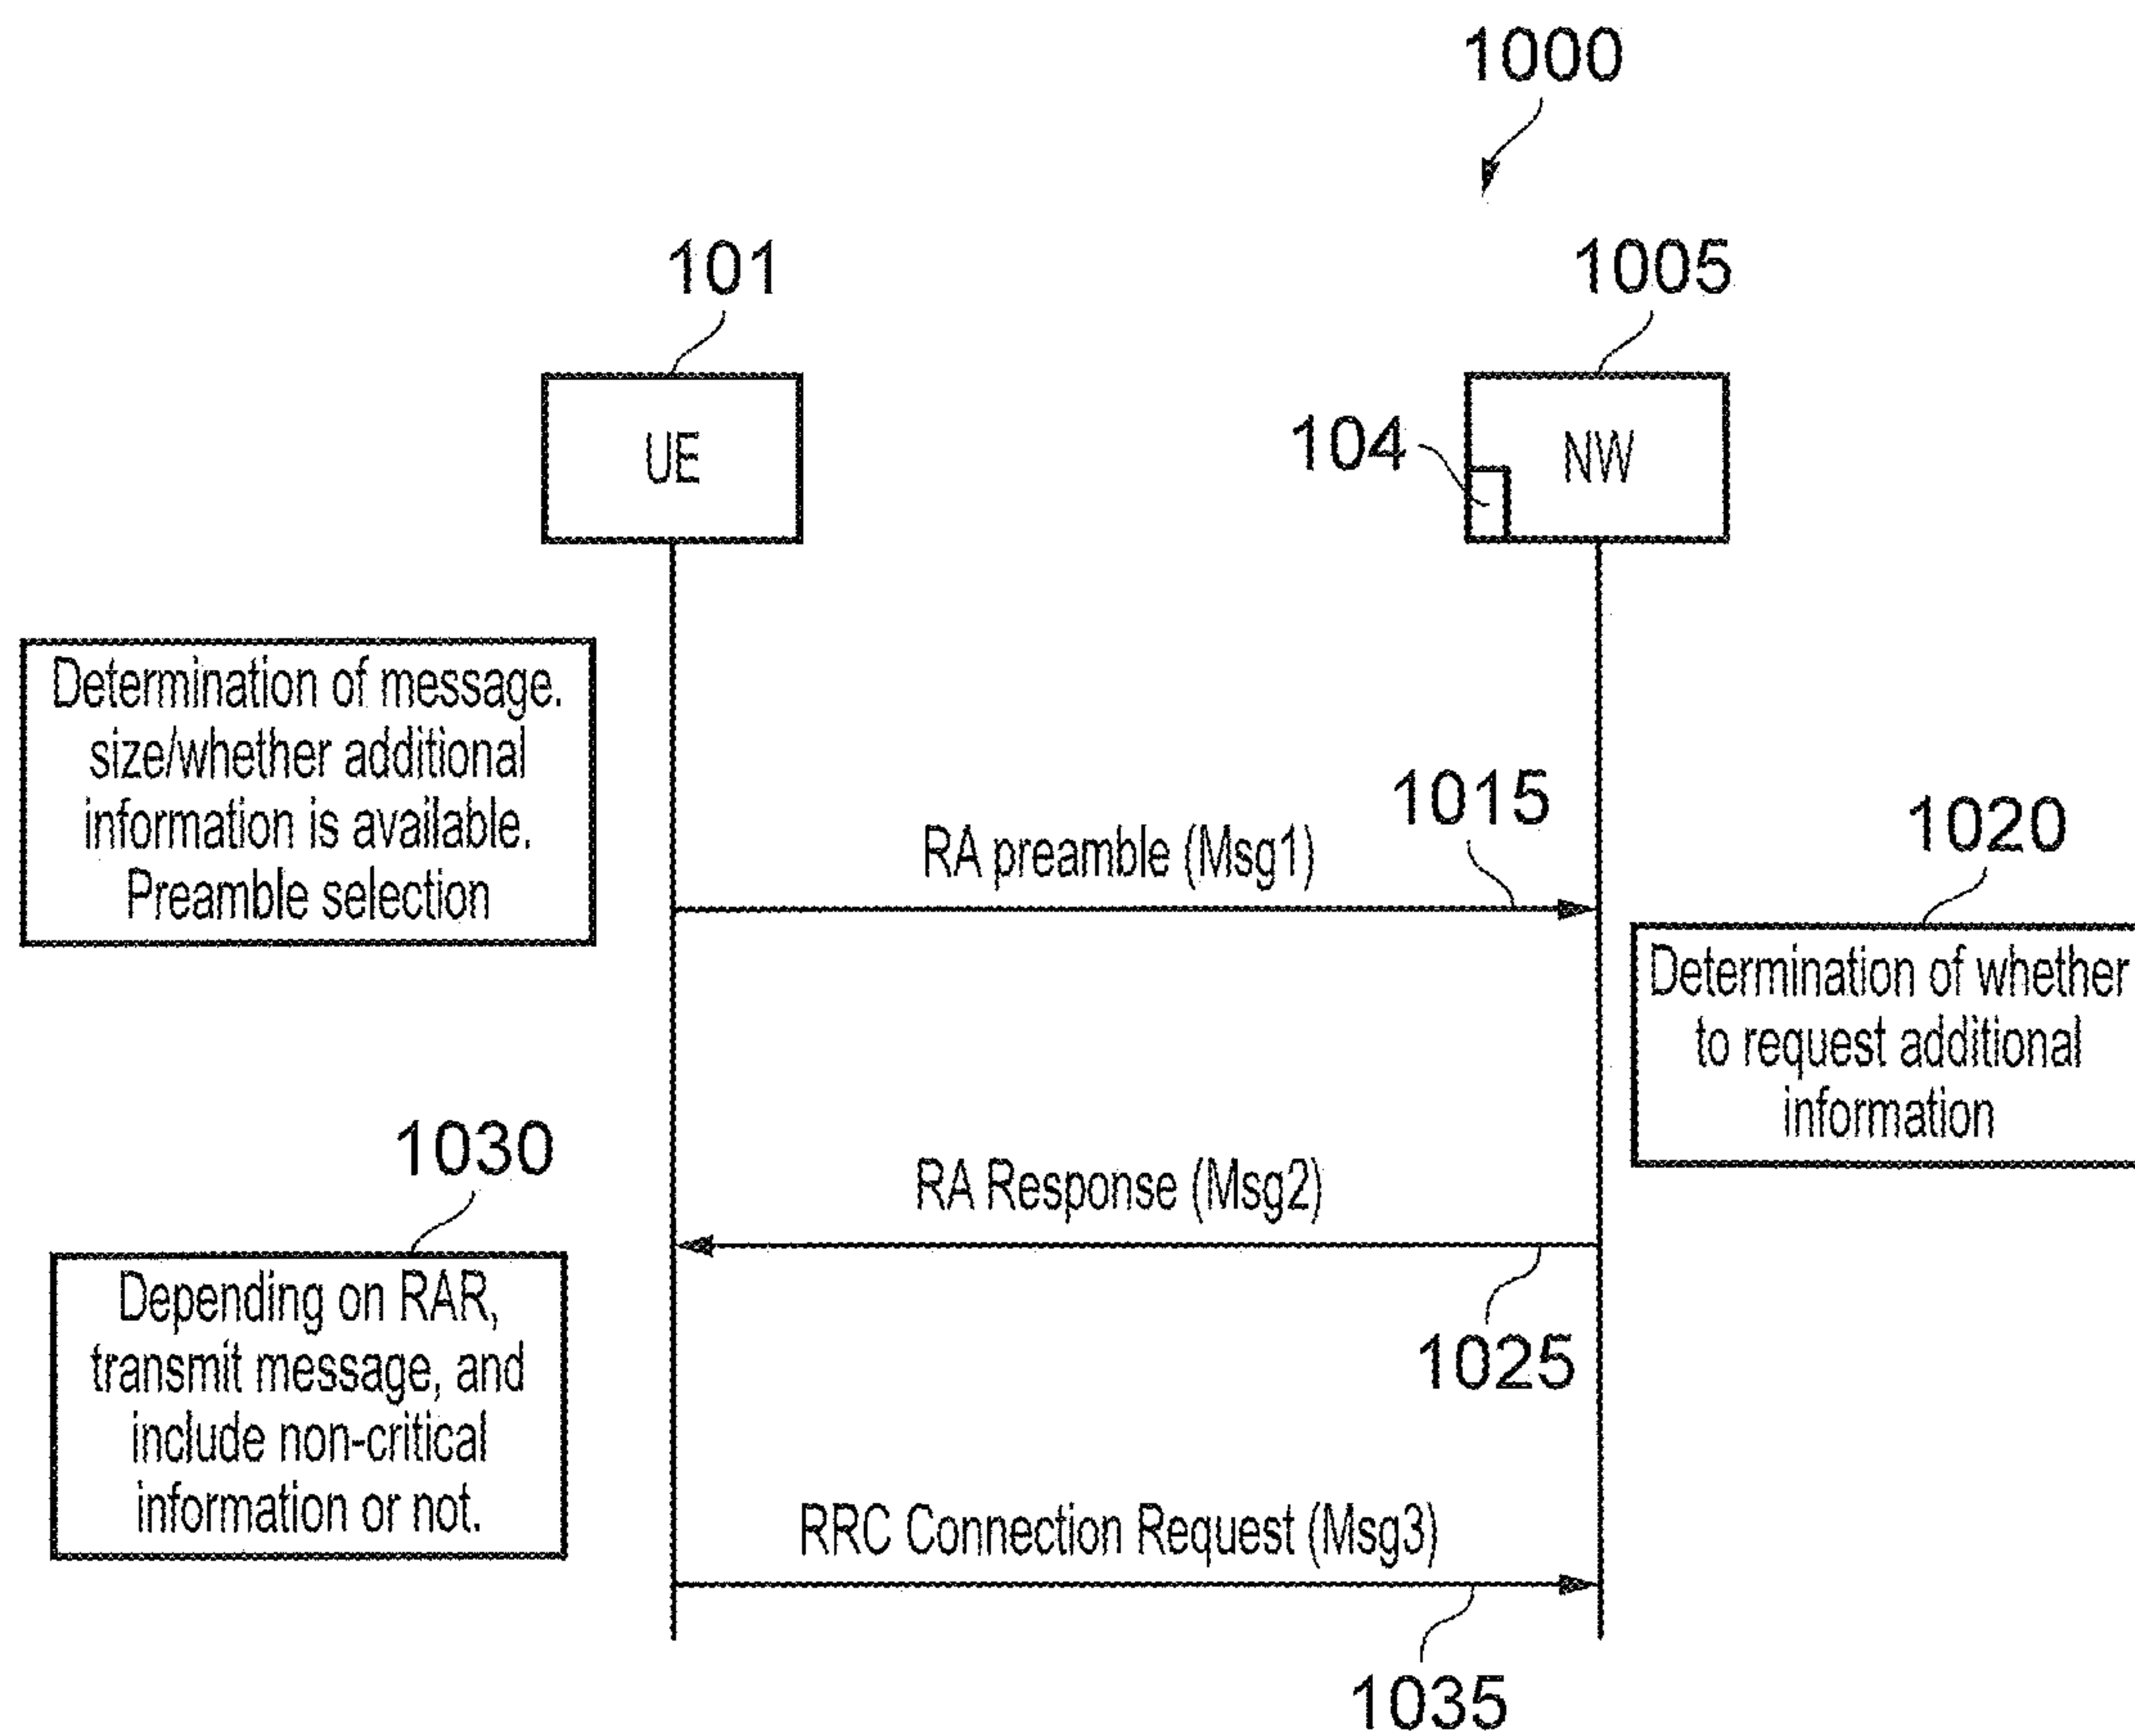 1000
101
1005
UE
104
NW
Determination of message.
size/whether additional
information is available.
Preamble selection
RA preamble (Msg1)
1015
1020
Determination of whether
to request additional
information
1030
RA Response (Msg2)
1025
Depending on RAR,
transmit message, and
include non-critical
information or not.
RRC Connection Request (Msg3)
1035